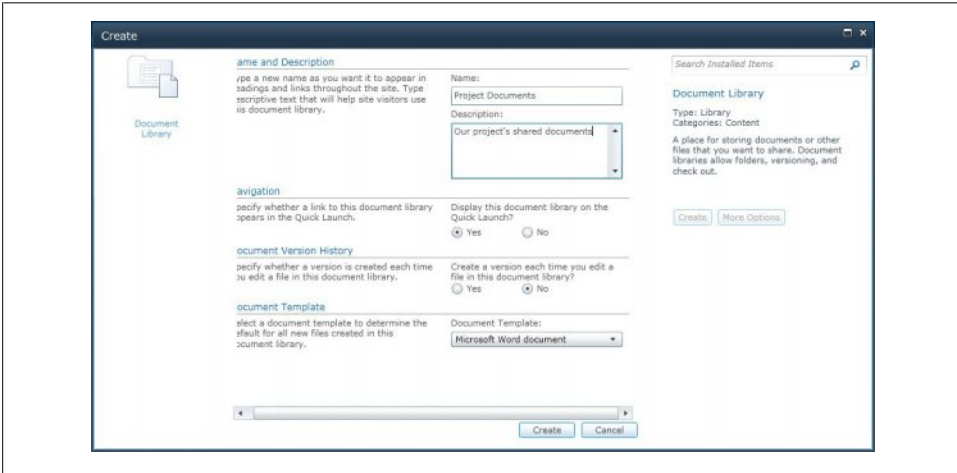 Create
Document
Library
ame and Description
ype a new name as you want it to appear in
eadings and links throughout the site. Type
escriptive text that will help site visitors use
is document library.
Name:
Project Documents
Description:
Our project's shared documents
avigation
pecify whether a link to this document library
ppears in the Quick Launch.
Display this document library on the
Quick Launch?
Yes No
ocument Version History
pecify whether a version is created each time
ou edit a file in this document library.
Create a version each time you edit a
file in this document library?
Yes No
ocument Template
elect a document template to determine the
efault for all new files created in this
ocument library.
Document Template:
Microsoft Word document
Create Cancel
Search Installed Items
Document Library
Type: Library
Categories: Content
A place for storing documents or other
files that you want to share. Document
libraries allow folders, versioning, and
check out.
Create More Options